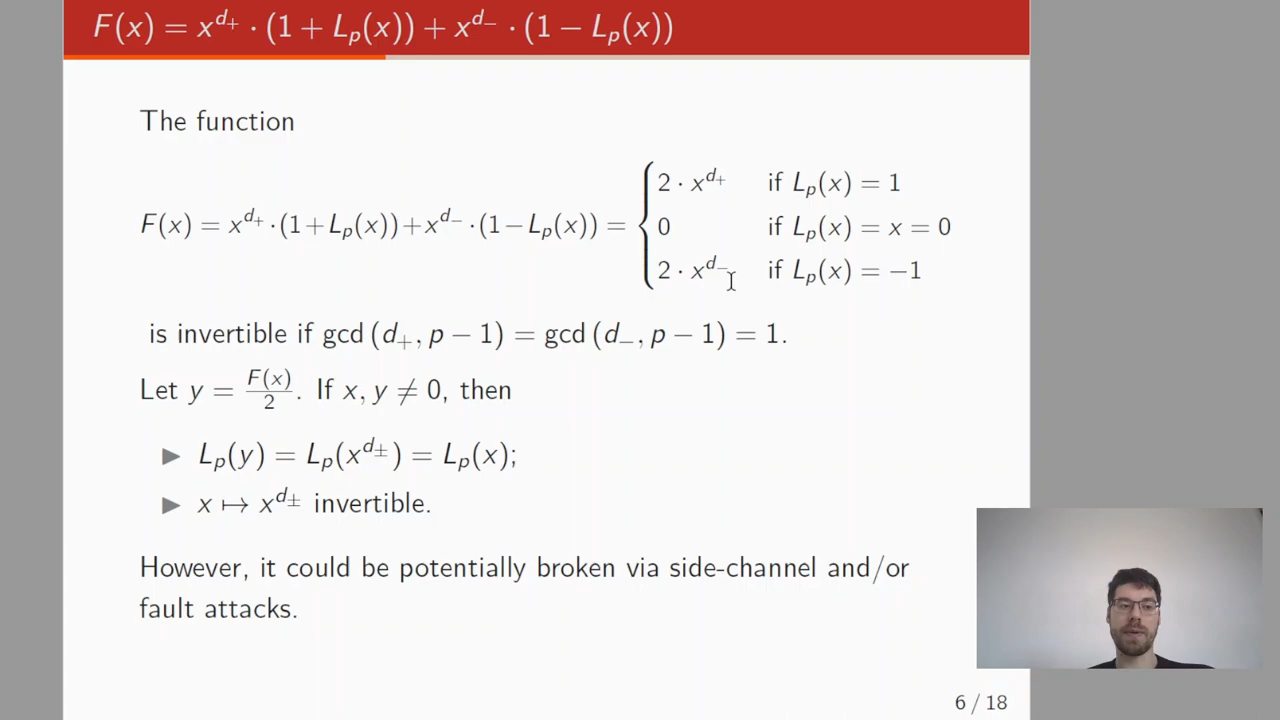 F(x) = x^{d_+} · (1 + L_p(x)) + x^{d_-} · (1 − L_p(x))
The function
F(x) = x^{d_+} · (1 + L_p(x)) + x^{d_-} · (1 − L_p(x)) =
2 · x^{d_+} if L_p(x) = 1
0 if L_p(x) = x = 0
2 · x^{d_-} if L_p(x) = −1
is invertible if gcd (d_+, p − 1) = gcd (d_-, p − 1) = 1.
Let y = F(x)/2. If x, y ≠ 0, then
▶ L_p(y) = L_p(x^{d_±}) = L_p(x);
▶ x ↦ x^{d_±} invertible.
However, it could be potentially broken via side-channel and/or
fault attacks.
6 / 18